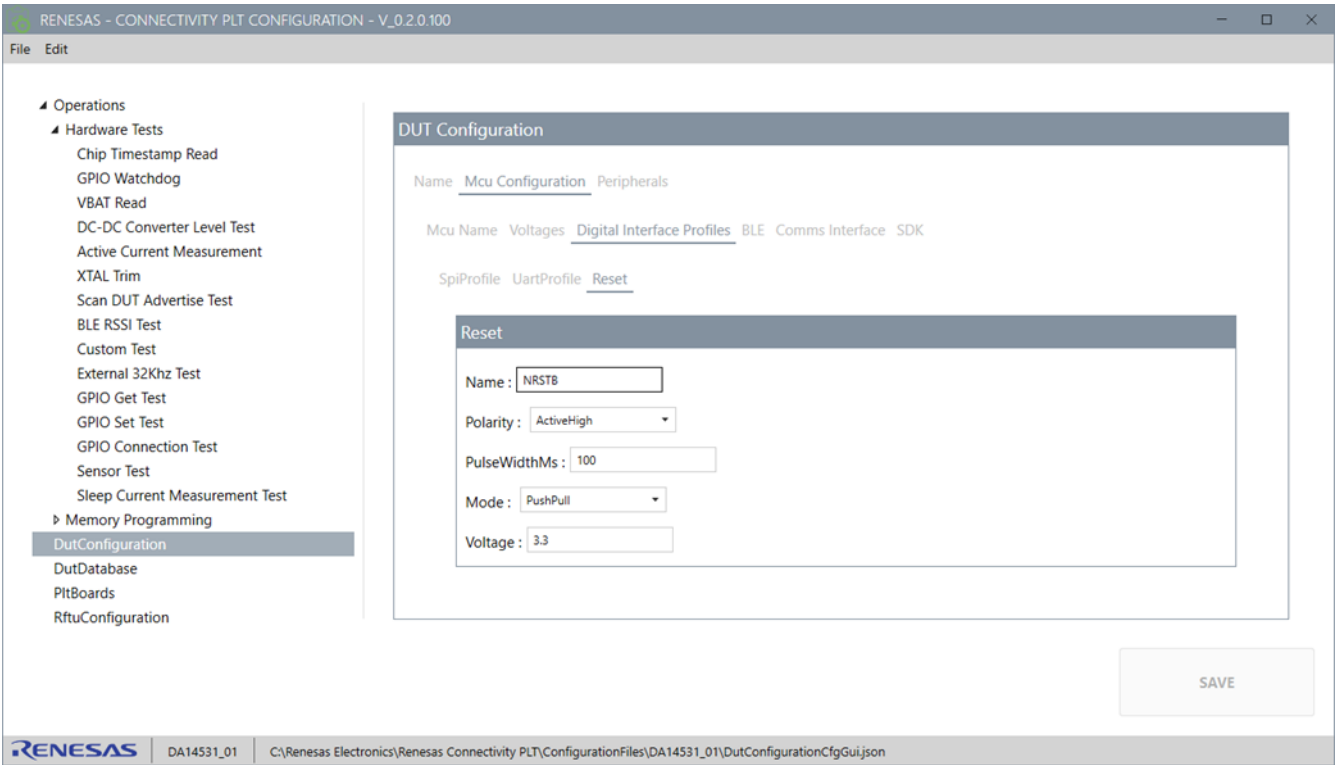 RENESAS - CONNECTIVITY PLT CONFIGURATION - V_0.2.0.100
File Edit
Operations
Hardware Tests
Chip Timestamp Read
GPIO Watchdog
VBAT Read
DC-DC Converter Level Test
Active Current Measurement
XTAL Trim
Scan DUT Advertise Test
BLE RSSI Test
Custom Test
External 32Khz Test
GPIO Get Test
GPIO Set Test
GPIO Connection Test
Sensor Test
Sleep Current Measurement Test
Memory Programming
DutConfiguration
DutDatabase
PltBoards
RftuConfiguration
DUT Configuration
Name Mcu Configuration Peripherals
Mcu Name Voltages Digital Interface Profiles BLE Comms Interface SDK
SpiProfile UartProfile Reset
Reset
Name : NRSTB
Polarity : ActiveHigh
PulseWidthMs : 100
Mode : PushPull
Voltage : 3.3
SAVE
RENESAS DA14531_01 C:\Renesas Electronics\Renesas Connectivity PLT\ConfigurationFiles\DA14531_01\DutConfigurationCfgGui.json